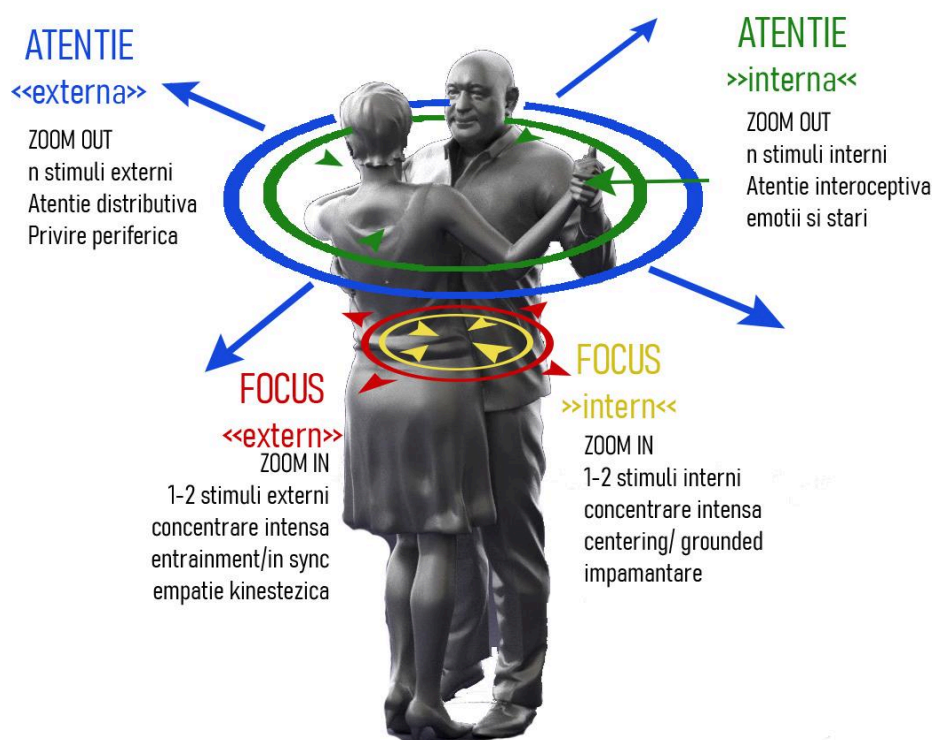 ATENTIE
<<externa>>
ZOOM OUT
n stimuli externi
Atentie distributiva
Privire periferica
ATENTIE
>>interna<<
ZOOM OUT
n stimuli interni
Atentie interoceptiva
emotii si stari
FOCUS
<<extern>>
ZOOM IN
1-2 stimuli externi
concentrare intensa
entrainment/in sync
empatie kinestezica
FOCUS
>>intern<<
ZOOM IN
1-2 stimuli interni
concentrare intensa
centering/ grounded
impamantare